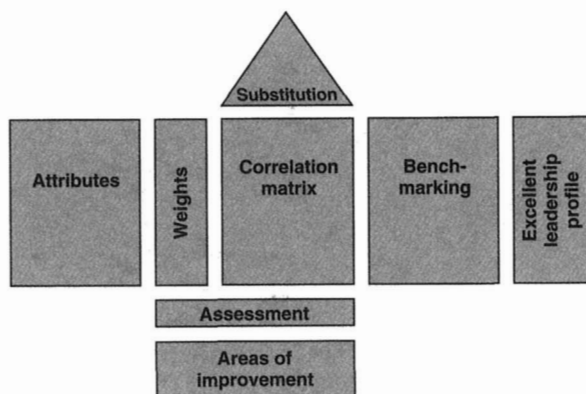 Substitution
Attributes
Weights
Correlation
matrix
Bench-
marking
Excellent
leadership
profile
Assessment
Areas of
improvement